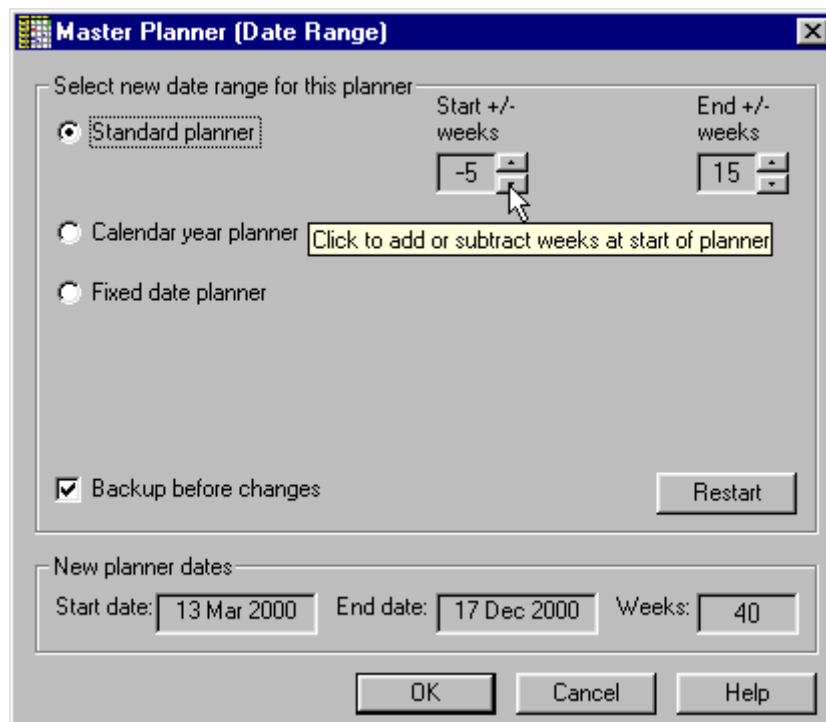 Master Planner (Date Range)
Select new date range for this planner
Start +/-
weeks
End +/-
weeks
Standard planner
-5
15
Calendar year planner
Click to add or subtract weeks at start of planner
Fixed date planner
Backup before changes
Restart
New planner dates
Start date: 13 Mar 2000 End date: 17 Dec 2000 Weeks: 40
OK Cancel Help